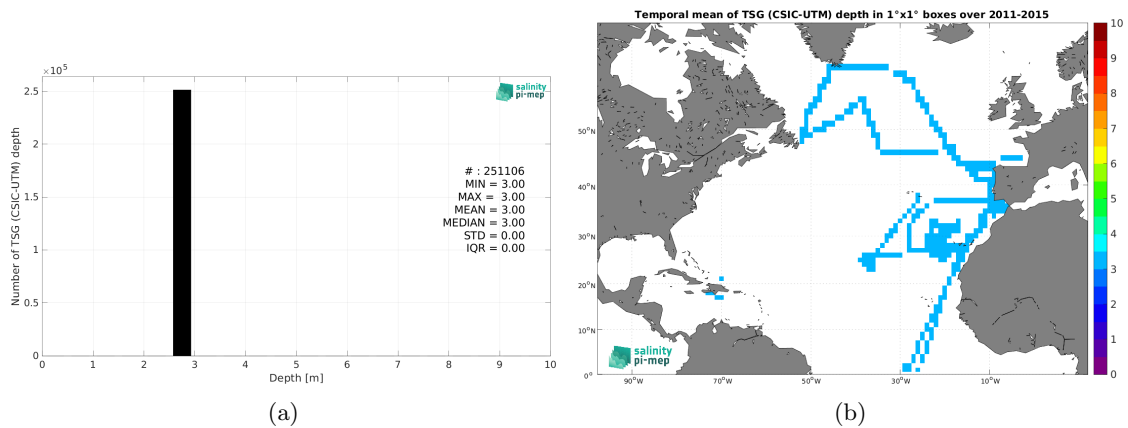 ×10⁵
2.5
2
1.5
1
0.5
0
0 1 2 3 4 5 6 7 8 9 10
Number of TSG (CSIC-UTM) depth
Depth [m]
salinity
pi-mep
# : 251106
MIN = 3.00
MAX = 3.00
MEAN = 3.00
MEDIAN = 3.00
STD = 0.00
IQR = 0.00
(a)
Temporal mean of TSG (CSIC-UTM) depth in 1°x1° boxes over 2011-2015
50°N
40°N
30°N
20°N
10°N
0°
90°W 70°W 50°W 30°W 10°W
salinity
pi-mep
10
9
8
7
6
5
4
3
2
1
0
(b)